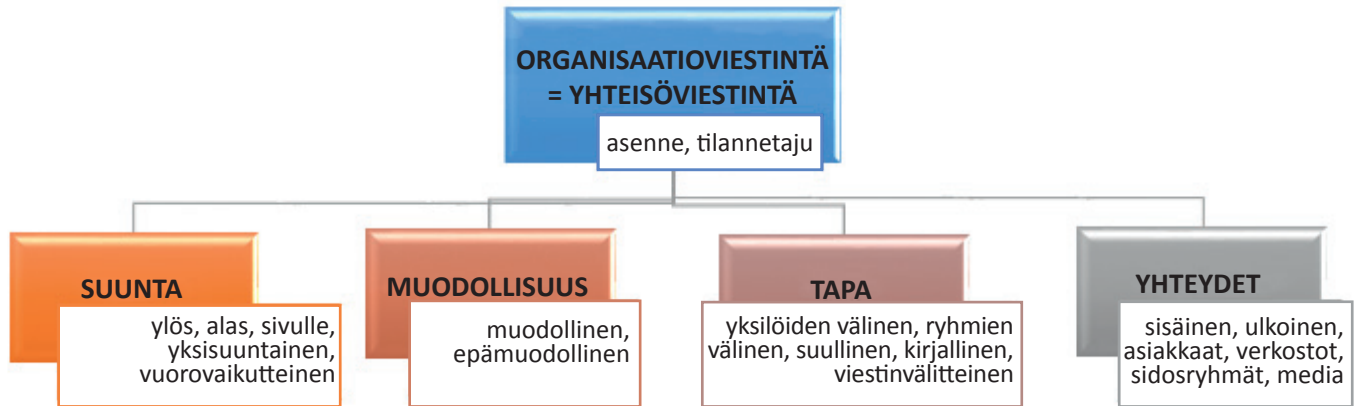 ORGANISAATIOVIESTINTÄ
= YHTEISÖVIESTINTÄ
asenne, tilannetaju
SUUNTA
ylös, alas, sivulle,
yksisuuntainen,
vuorovaikutteinen
MUODOLLISUUS
muodollinen,
epämuodollinen
TAPA
yksilöiden välinen, ryhmien
välinen, suullinen, kirjallinen,
viestinvälitteinen
YHTEYDET
sisäinen, ulkoinen,
asiakkaat, verkostot,
sidosryhmät, media